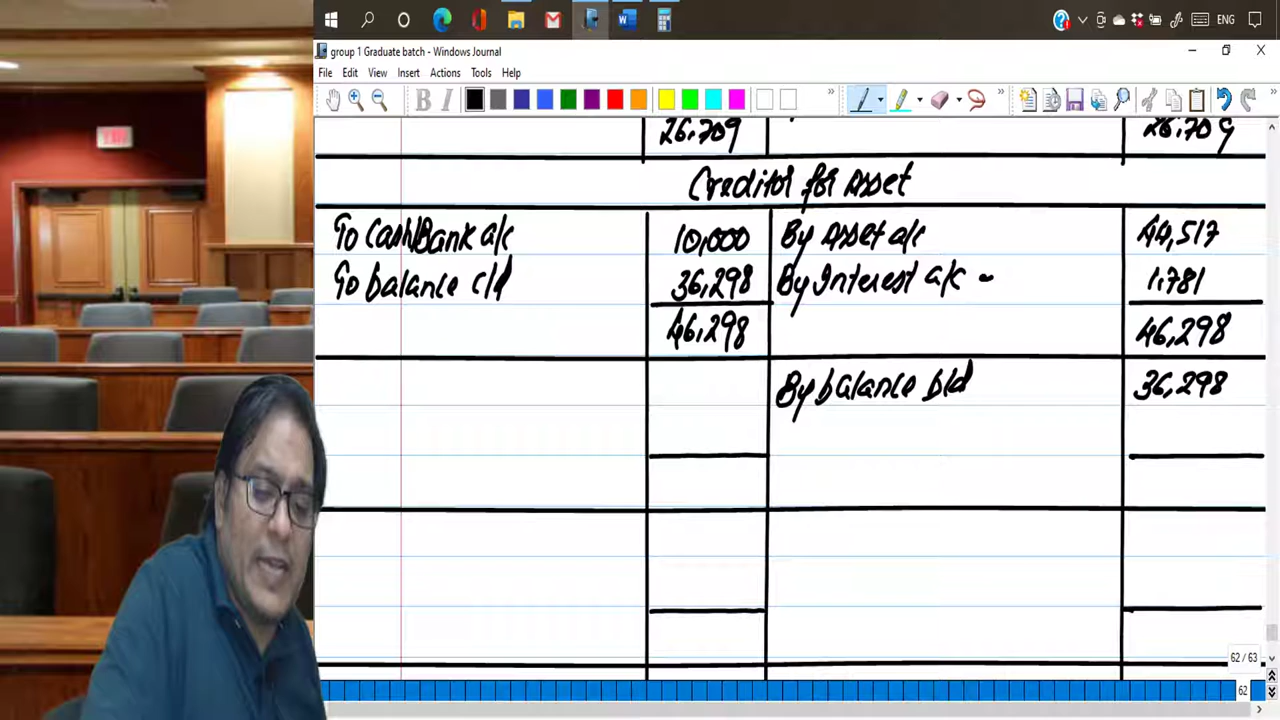 ENG
group 1 Graduate batch - Windows Journal
File Edit View Insert Actions Tools Help
26,709 26,709
Creditor for Asset
To Cash/Bank a/c 10,000 By Asset a/c 44,517
To balance c/d 36,298 By Interest a/c - 1,781
46,298 46,298
By balance b/d 36,298
62 / 63
62